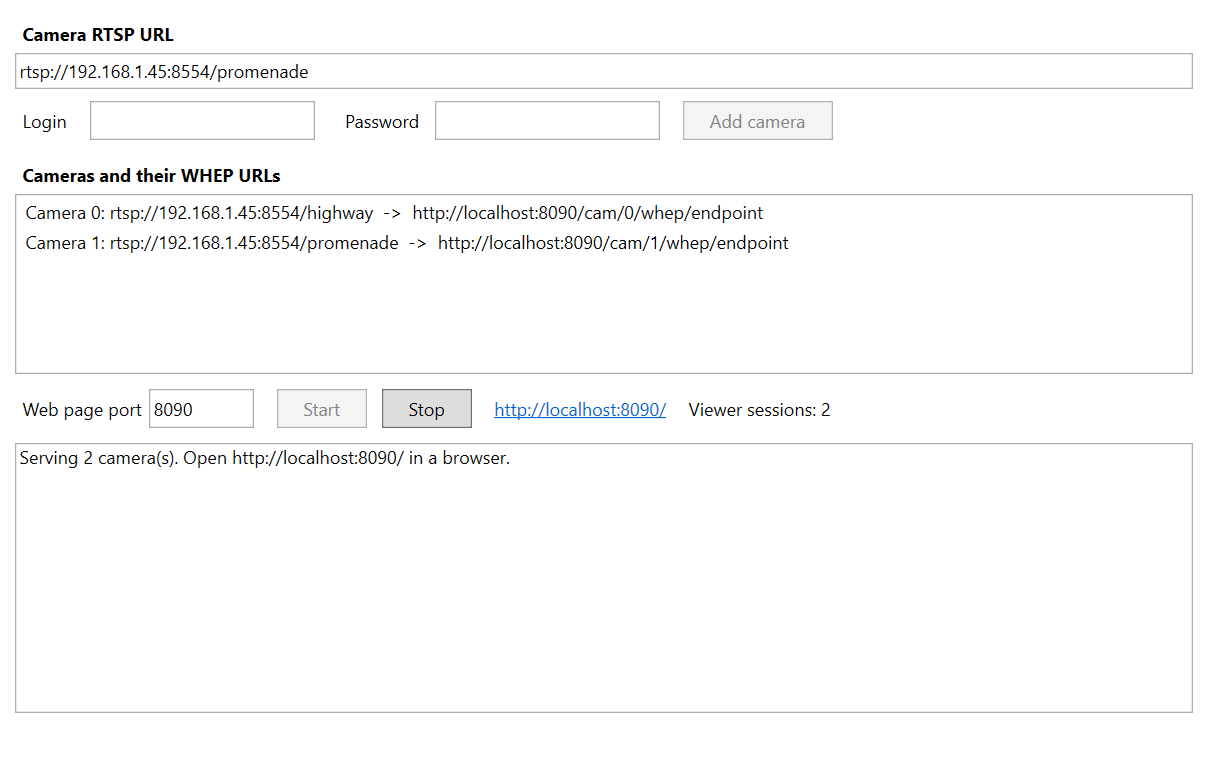 Camera RTSP URL
rtsp://192.168.1.45:8554/promenade
Login Password Add camera
Cameras and their WHEP URLs
Camera 0: rtsp://192.168.1.45:8554/highway -> http://localhost:8090/cam/0/whep/endpoint
Camera 1: rtsp://192.168.1.45:8554/promenade -> http://localhost:8090/cam/1/whep/endpoint
Web page port 8090 Start Stop http://localhost:8090/ Viewer sessions: 2
Serving 2 camera(s). Open http://localhost:8090/ in a browser.